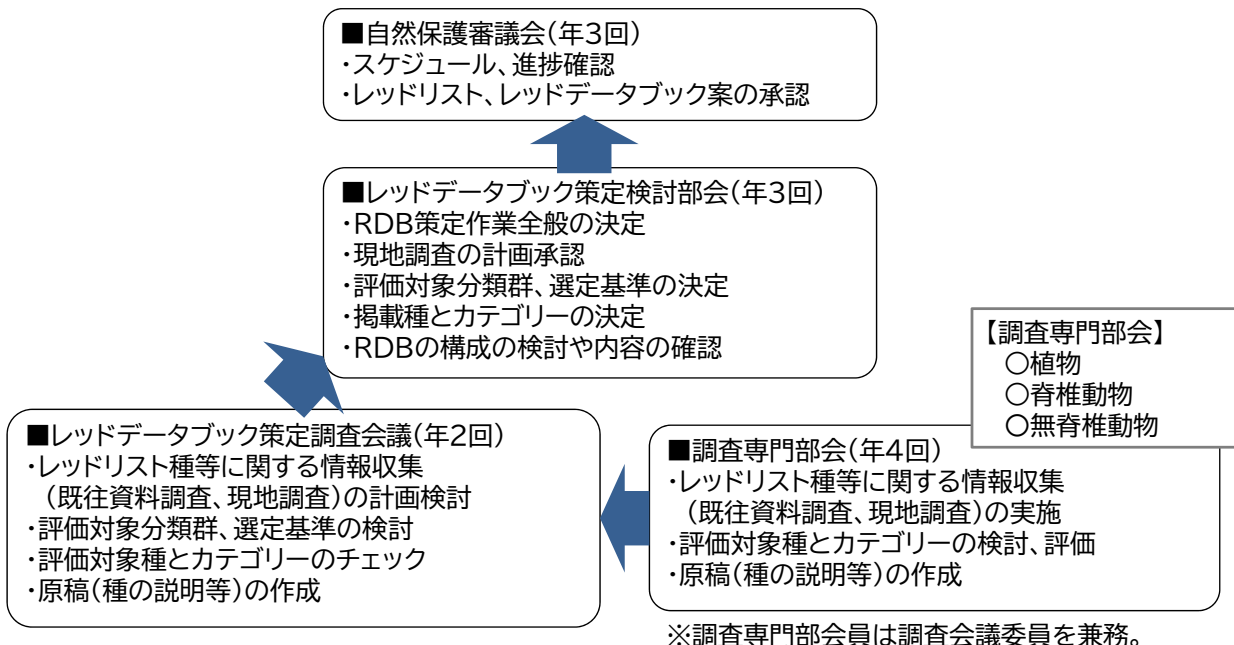 ■自然保護審議会(年3回)
・スケジュール、進捗確認
・レッドリスト、レッドデータブック案の承認
■レッドデータブック策定検討部会(年3回)
・RDB策定作業全般の決定
・現地調査の計画承認
・評価対象分類群、選定基準の決定
・掲載種とカテゴリーの決定
・RDBの構成の検討や内容の確認
【調査専門部会】
○植物
○脊椎動物
○無脊椎動物
■レッドデータブック策定調査会議(年2回)
・レッドリスト種等に関する情報収集
(既往資料調査、現地調査)の計画検討
・評価対象分類群、選定基準の検討
・評価対象種とカテゴリーのチェック
・原稿(種の説明等)の作成
■調査専門部会(年4回)
・レッドリスト種等に関する情報収集
(既往資料調査、現地調査)の実施
・評価対象種とカテゴリーの検討、評価
・原稿(種の説明等)の作成
※調査専門部会員は調査会議委員を兼務。